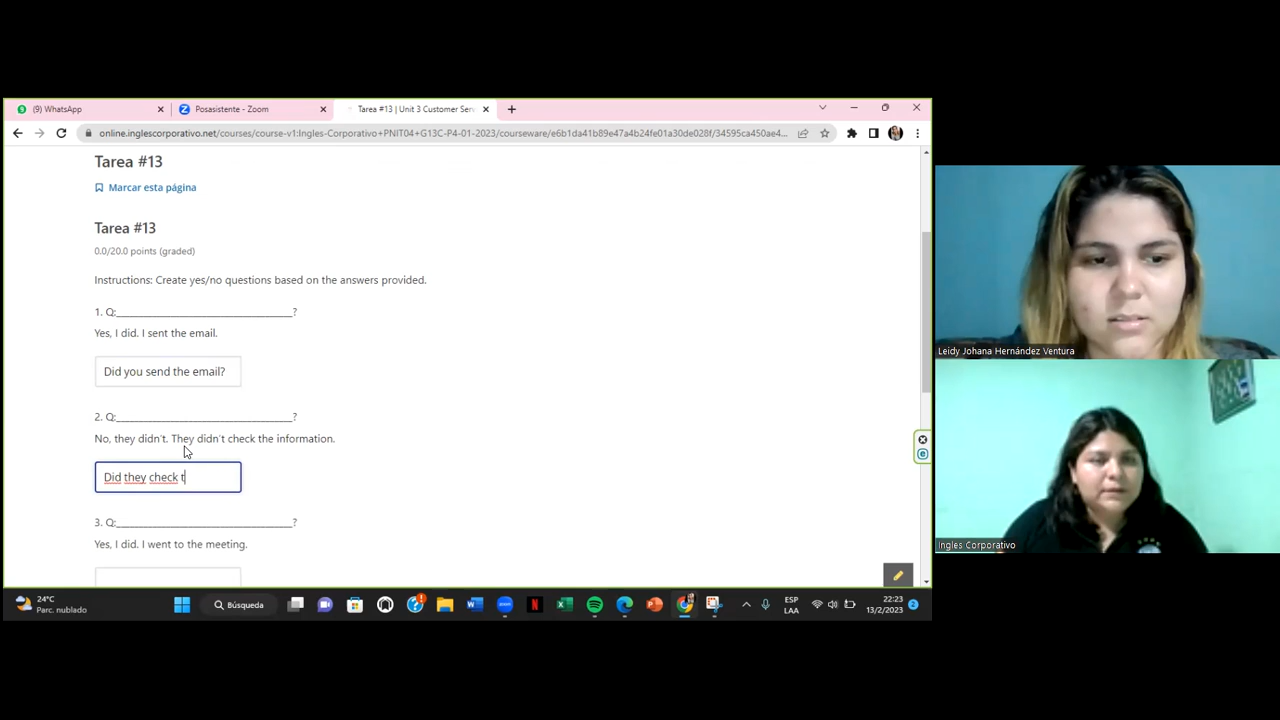 (9) WhatsApp
Posasistente - Zoom
Tarea #13 | Unit 3 Customer Serv
online.inglescorporativo.net/courses/course-v1:Ingles-Corporativo+PNIT04+G13C-P4-01-2023/courseware/e6b1da41b89e47a4b24fe01a30de028f/34595ca450ae4...
Tarea #13
Marcar esta página
Tarea #13
0.0/20.0 points (graded)
Instructions: Create yes/no questions based on the answers provided.
1. Q:__________________________________?
Yes, I did. I sent the email.
Did you send the email?
2. Q:__________________________________?
No, they didn't. They didn't check the information.
Did they check t
3. Q:__________________________________?
Yes, I did. I went to the meeting.
Leidy Johana Hernández Ventura
Ingles Corporativo
24°C
Parc. nublado
Búsqueda
ESP
LAA
22:23
13/2/2023
2